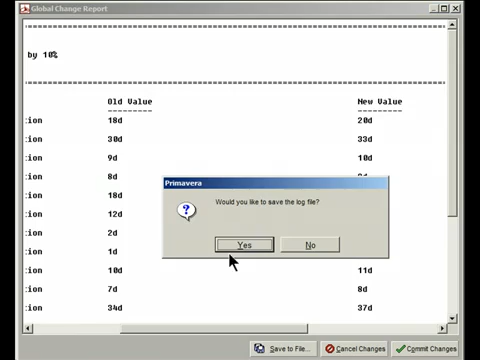 Global Change Report
by 10%
Old Value New Value
:ion 18d 20d
:ion 30d 33d
:ion 9d 10d
:ion 8d
:ion 18d
:ion 12d
:ion 2d
:ion 1d
:ion 10d 11d
:ion 7d 8d
:ion 34d 37d
Primavera
Would you like to save the log file?
Yes No
Save to File... Cancel Changes Commit Changes